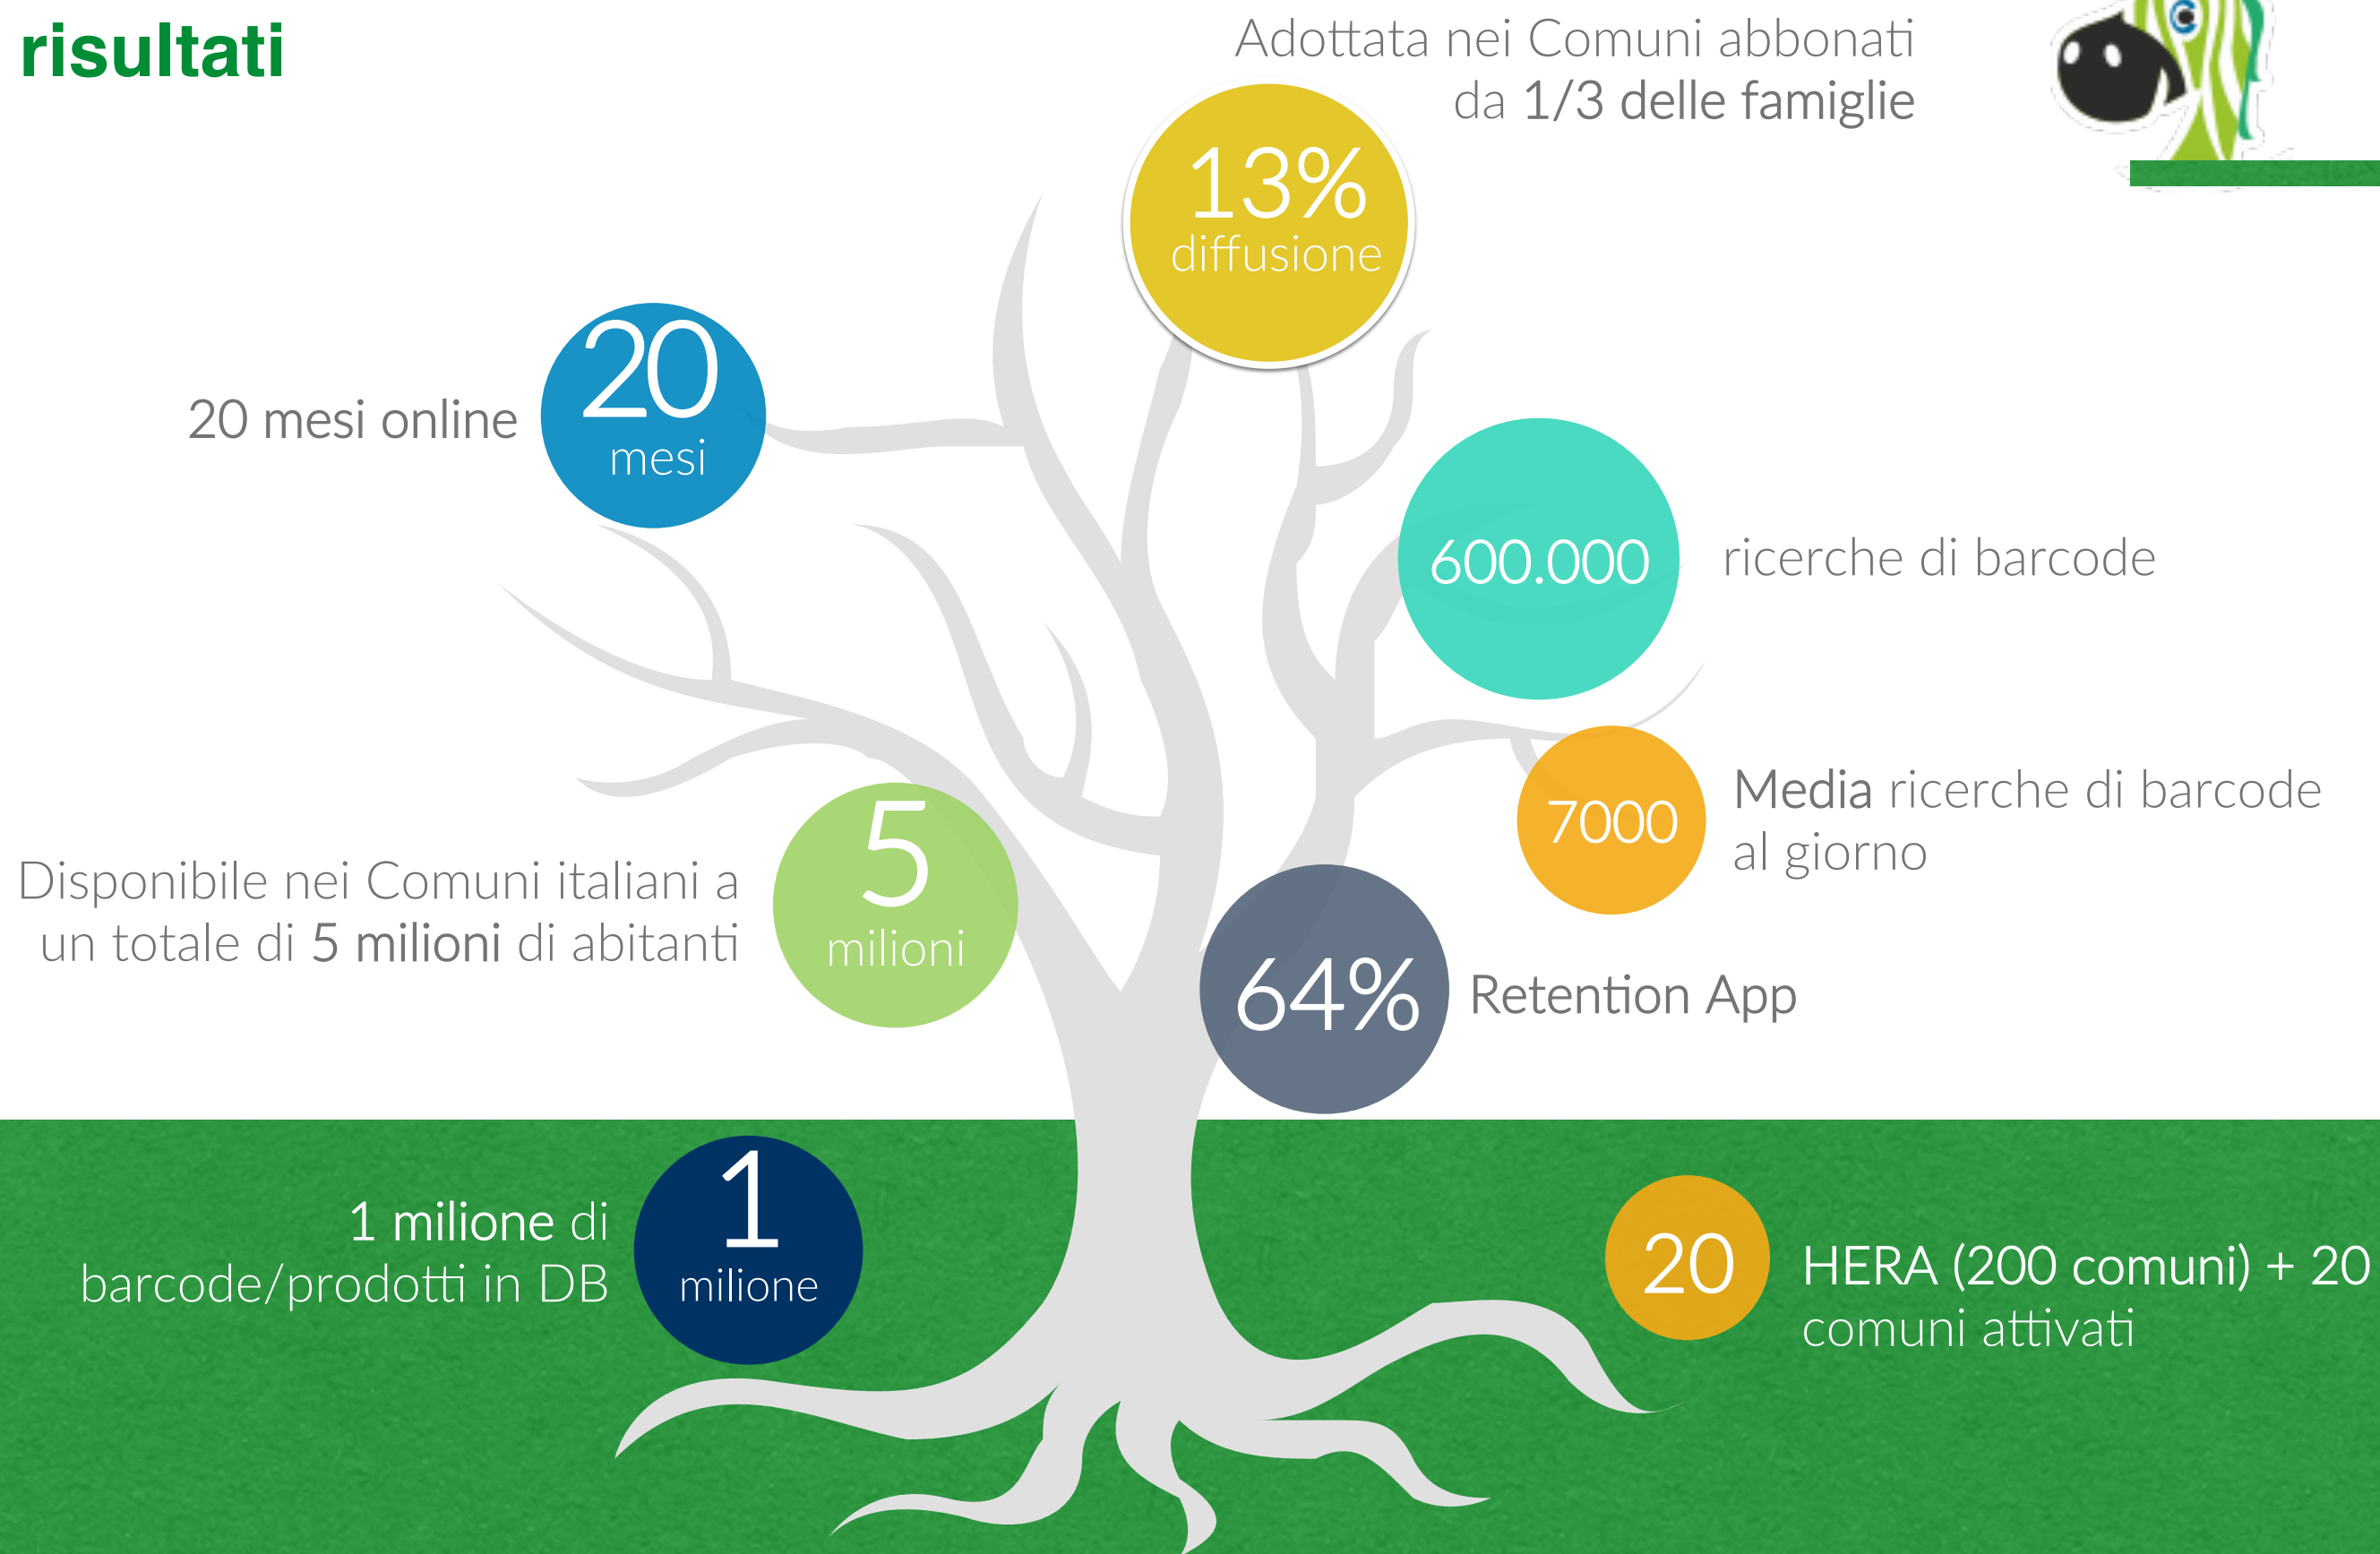 risultati
Adottata nei Comuni abbonati
da 1/3 delle famiglie
13%
diffusione
20 mesi online
20
mesi
600.000
ricerche di barcode
7000
Media ricerche di barcode
al giorno
Disponibile nei Comuni italiani a
un totale di 5 milioni di abitanti
5
milioni
64%
Retention App
1 milione di
barcode/prodotti in DB
1
milione
20
HERA (200 comuni) + 20
comuni attivati